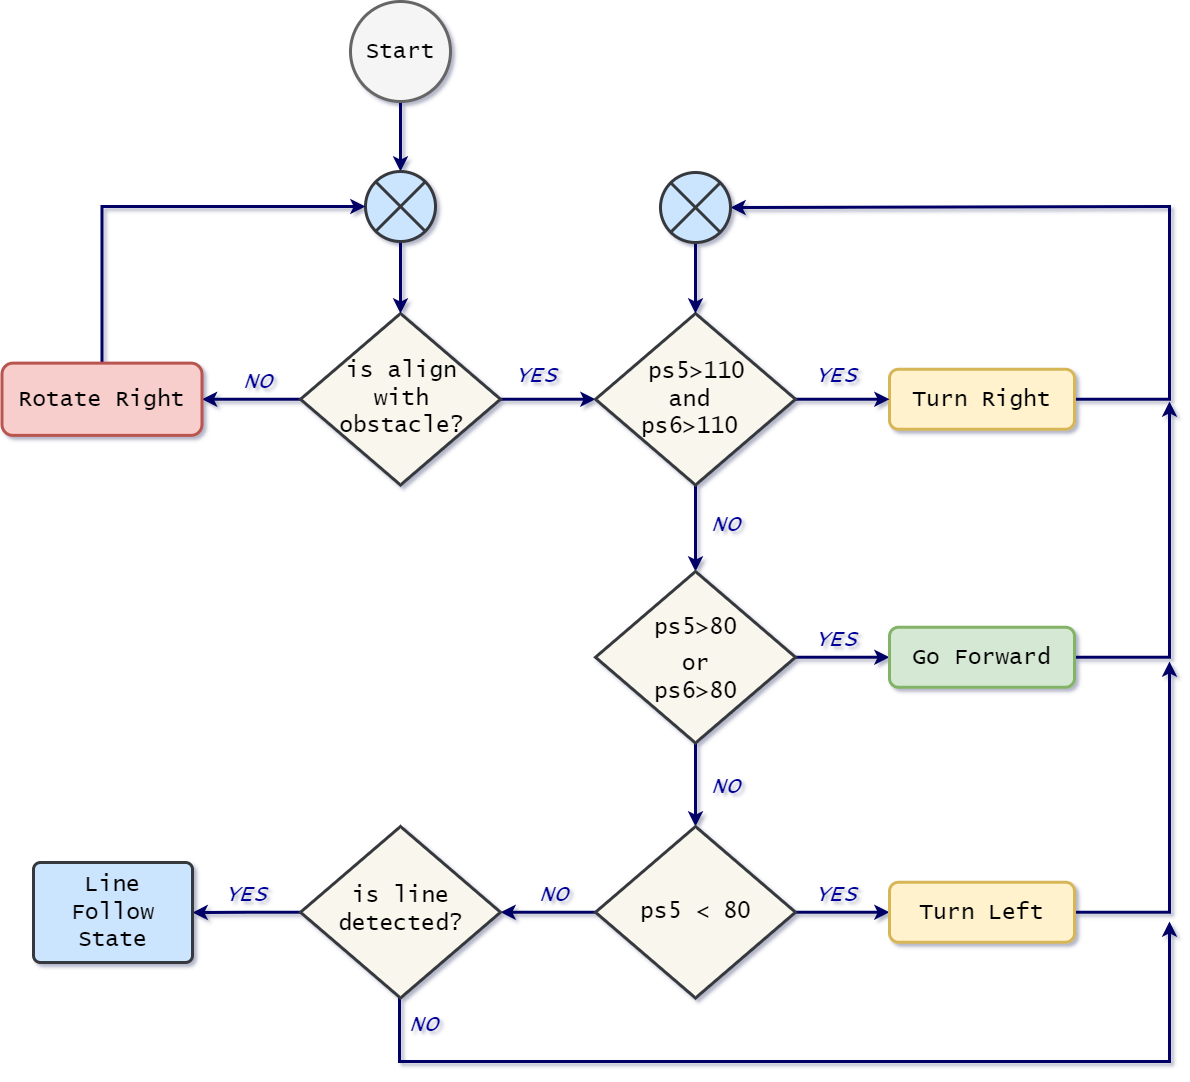 Start
is align
with
obstacle?
NO
Rotate Right
YES
ps5>110
and
ps6>110
YES
Turn Right
NO
ps5>80
or
ps6>80
YES
Go Forward
NO
ps5 < 80
YES
Turn Left
NO
is line
detected?
YES
Line
Follow
State
NO